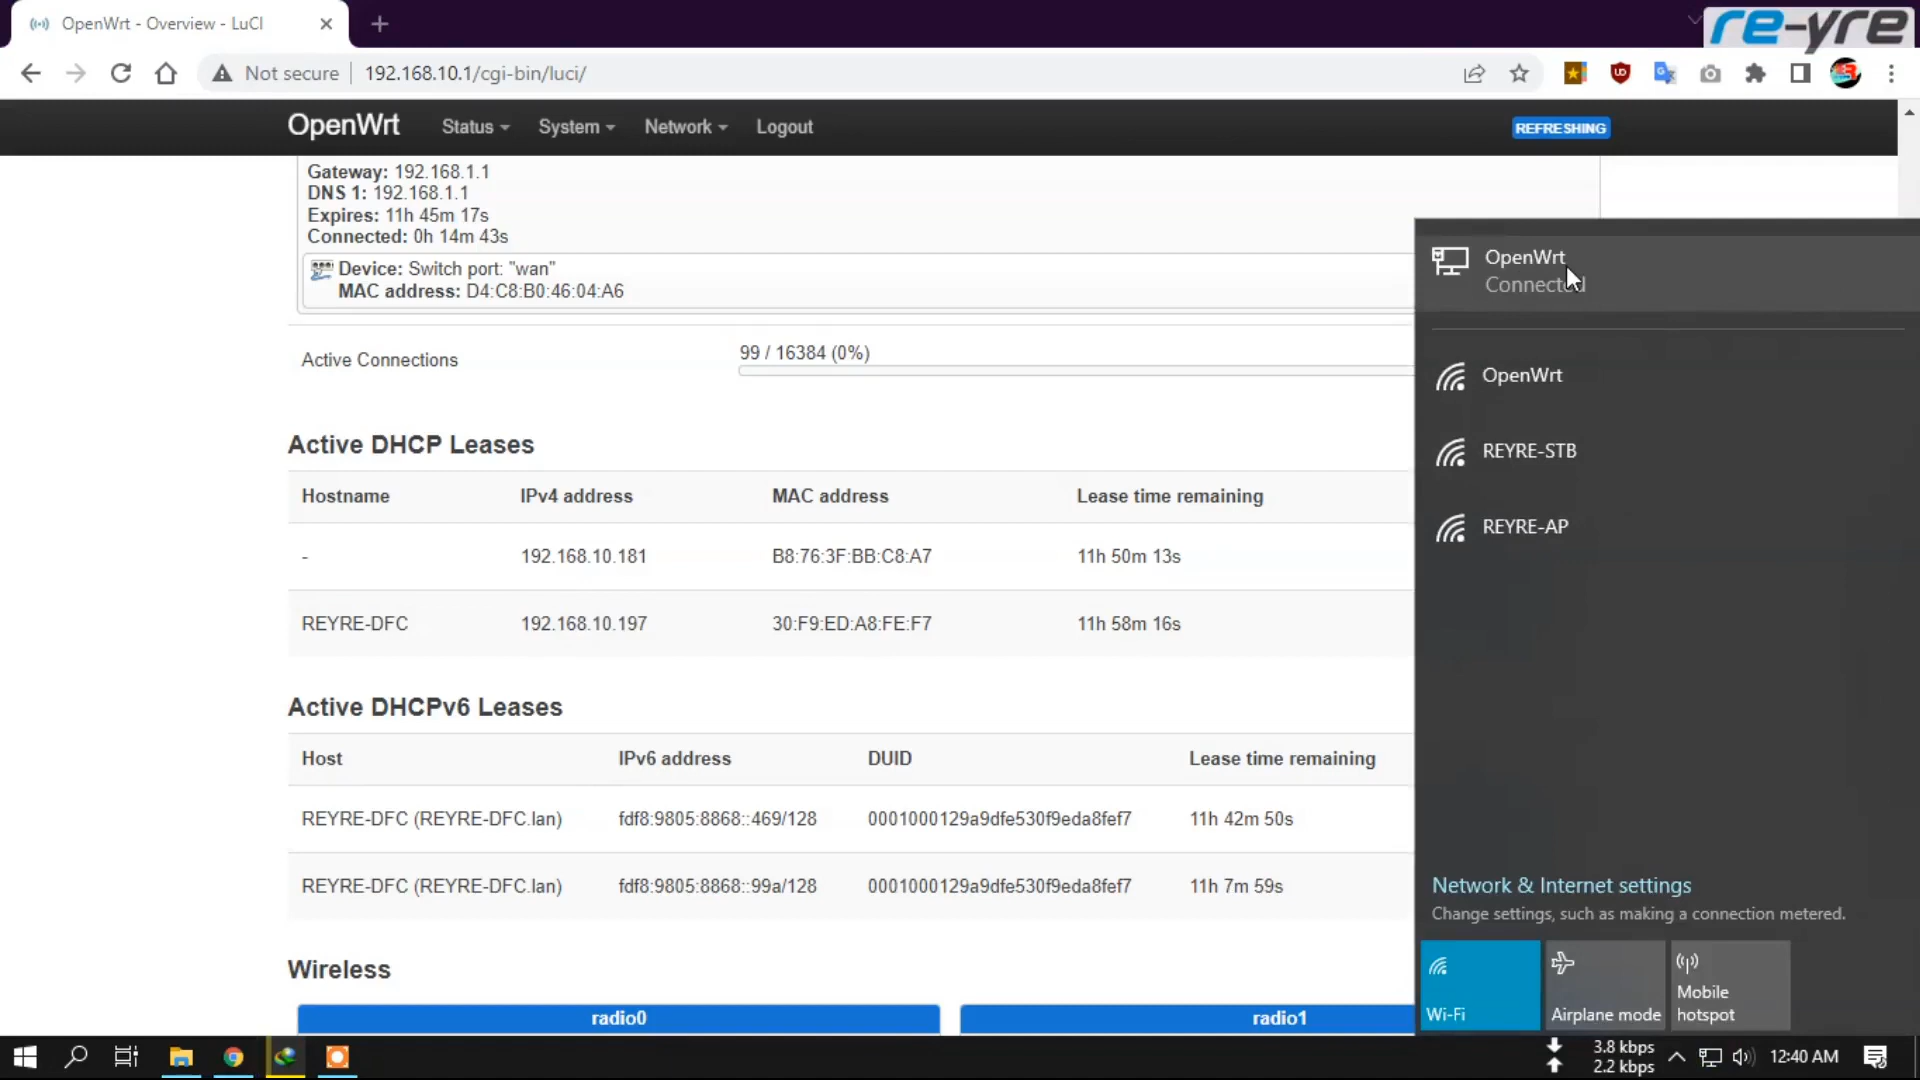 OpenWrt - Overview - LuCI
re-yre
Not secure
192.168.10.1/cgi-bin/luci/
OpenWrt
Status
System
Network
Logout
REFRESHING
Gateway: 192.168.1.1
DNS 1: 192.168.1.1
Expires: 11h 45m 17s
Connected: 0h 14m 43s
Device: Switch port: "wan"
MAC address: D4:C8:B0:46:04:A6
Active Connections
99 / 16384 (0%)
Active DHCP Leases
Hostname IPv4 address MAC address Lease time remaining
- 192.168.10.181 B8:76:3F:BB:C8:A7 11h 50m 13s
REYRE-DFC 192.168.10.197 30:F9:ED:A8:FE:F7 11h 58m 16s
Active DHCPv6 Leases
Host IPv6 address DUID Lease time remaining
REYRE-DFC (REYRE-DFC.lan) fdf8:9805:8868::469/128 0001000129a9dfe530f9eda8fef7 11h 42m 50s
REYRE-DFC (REYRE-DFC.lan) fdf8:9805:8868::99a/128 0001000129a9dfe530f9eda8fef7 11h 7m 59s
Wireless
radio0
radio1
OpenWrt
Connected
OpenWrt
REYRE-STB
REYRE-AP
Network & Internet settings
Change settings, such as making a connection metered.
Wi-Fi
Airplane mode
Mobile
hotspot
3.8 kbps
2.2 kbps
12:40 AM